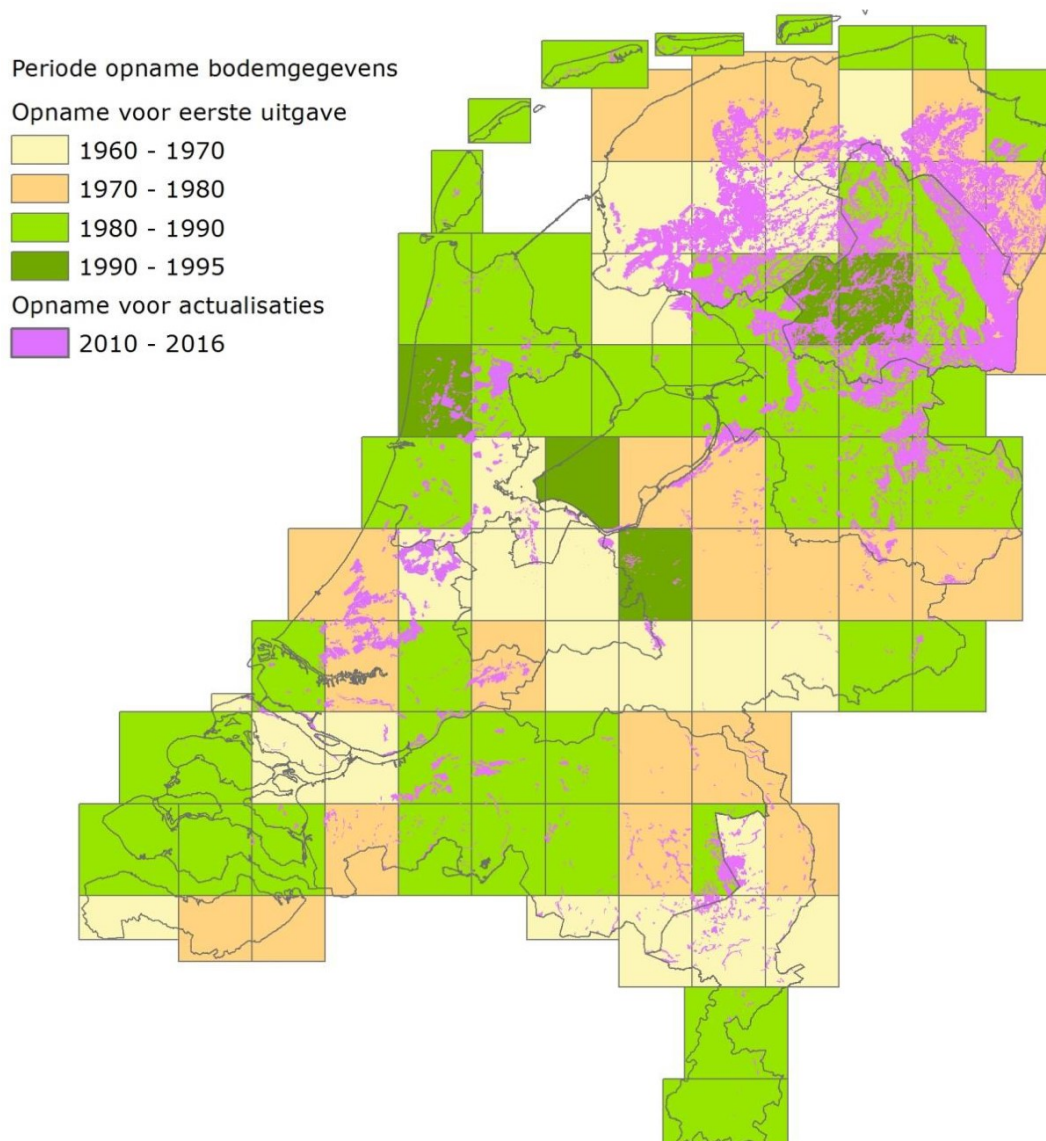 Periode opname bodemgegevens
Opname voor eerste uitgave
1960 - 1970
1970 - 1980
1980 - 1990
1990 - 1995
Opname voor actualisaties
2010 - 2016